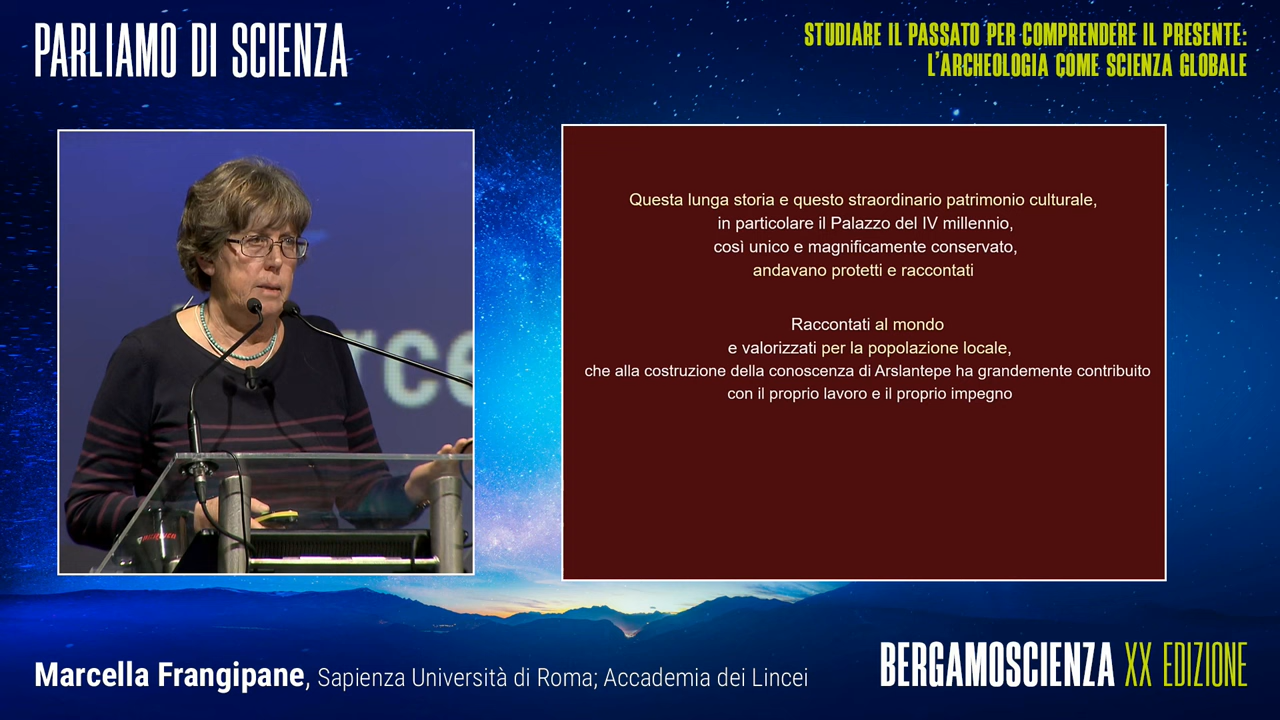 PARLIAMO DI SCIENZA
STUDIARE IL PASSATO PER COMPRENDERE IL PRESENTE:
L'ARCHEOLOGIA COME SCIENZA GLOBALE
Questa lunga storia e questo straordinario patrimonio culturale,
in particolare il Palazzo del IV millennio,
così unico e magnificamente conservato,
andavano protetti e raccontati
Raccontati al mondo
e valorizzati per la popolazione locale,
che alla costruzione della conoscenza di Arslantepe ha grandemente contribuito
con il proprio lavoro e il proprio impegno
Marcella Frangipane, Sapienza Università di Roma; Accademia dei Lincei
BERGAMOSCIENZA XX EDIZIONE